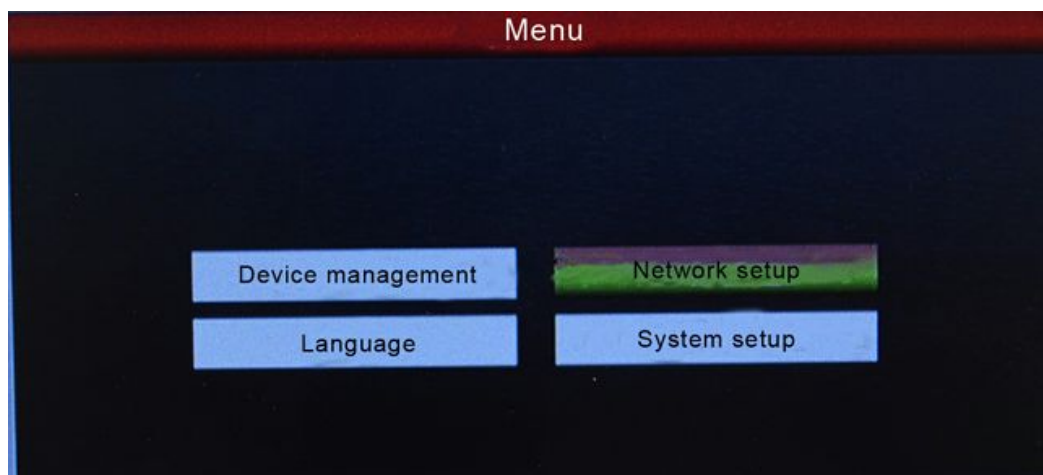 Menu
Device management
Network setup
Language
System setup